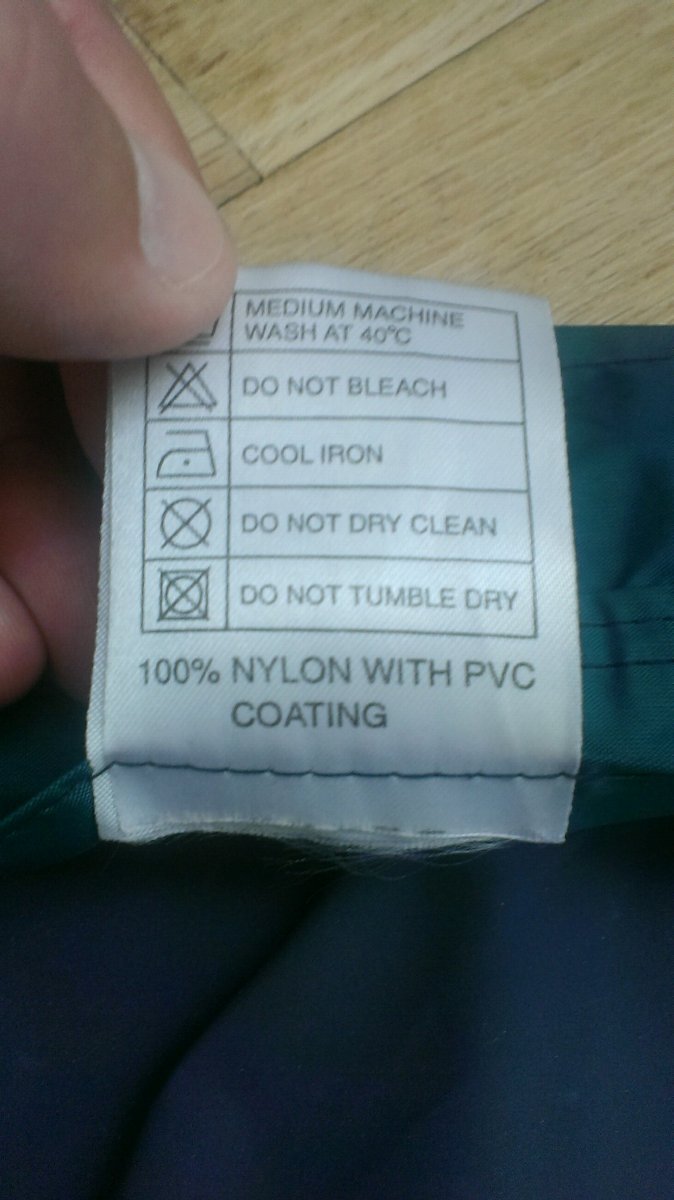 MEDIUM MACHINE
WASH AT 40°C
DO NOT BLEACH
COOL IRON
DO NOT DRY CLEAN
DO NOT TUMBLE DRY
100% NYLON WITH PVC
COATING